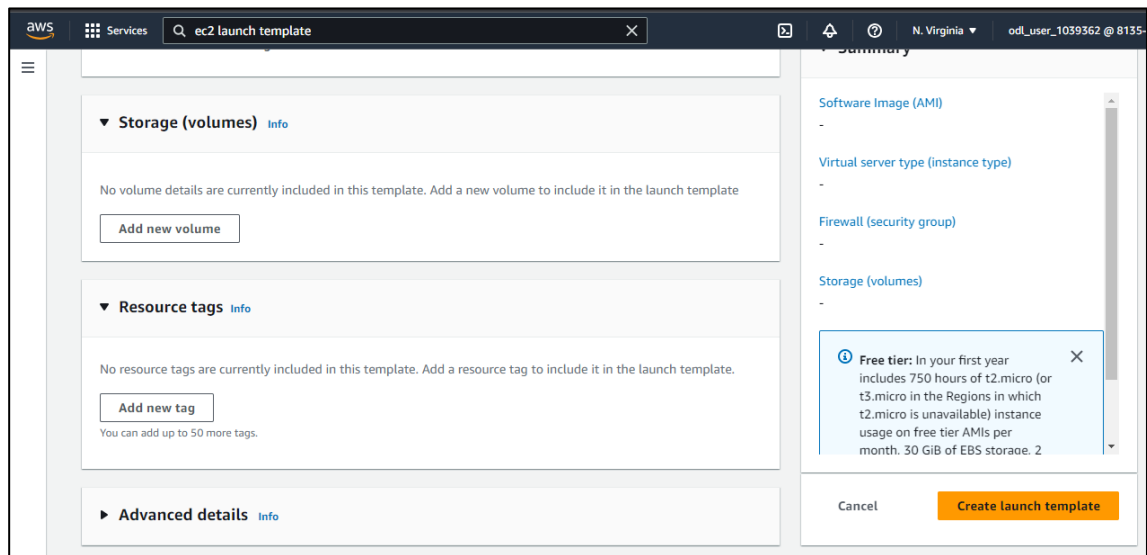 aws
Services
ec2 launch template
N. Virginia ▼
odl_user_1039362 @ 8135-
Summary
Storage (volumes) Info
No volume details are currently included in this template. Add a new volume to include it in the launch template
Add new volume
Resource tags Info
No resource tags are currently included in this template. Add a resource tag to include it in the launch template.
Add new tag
You can add up to 50 more tags.
Advanced details Info
Software Image (AMI)
-
Virtual server type (instance type)
-
Firewall (security group)
-
Storage (volumes)
-
Free tier: In your first year
includes 750 hours of t2.micro (or
t3.micro in the Regions in which
t2.micro is unavailable) instance
usage on free tier AMIs per
month, 30 GiB of EBS storage, 2
Cancel
Create launch template